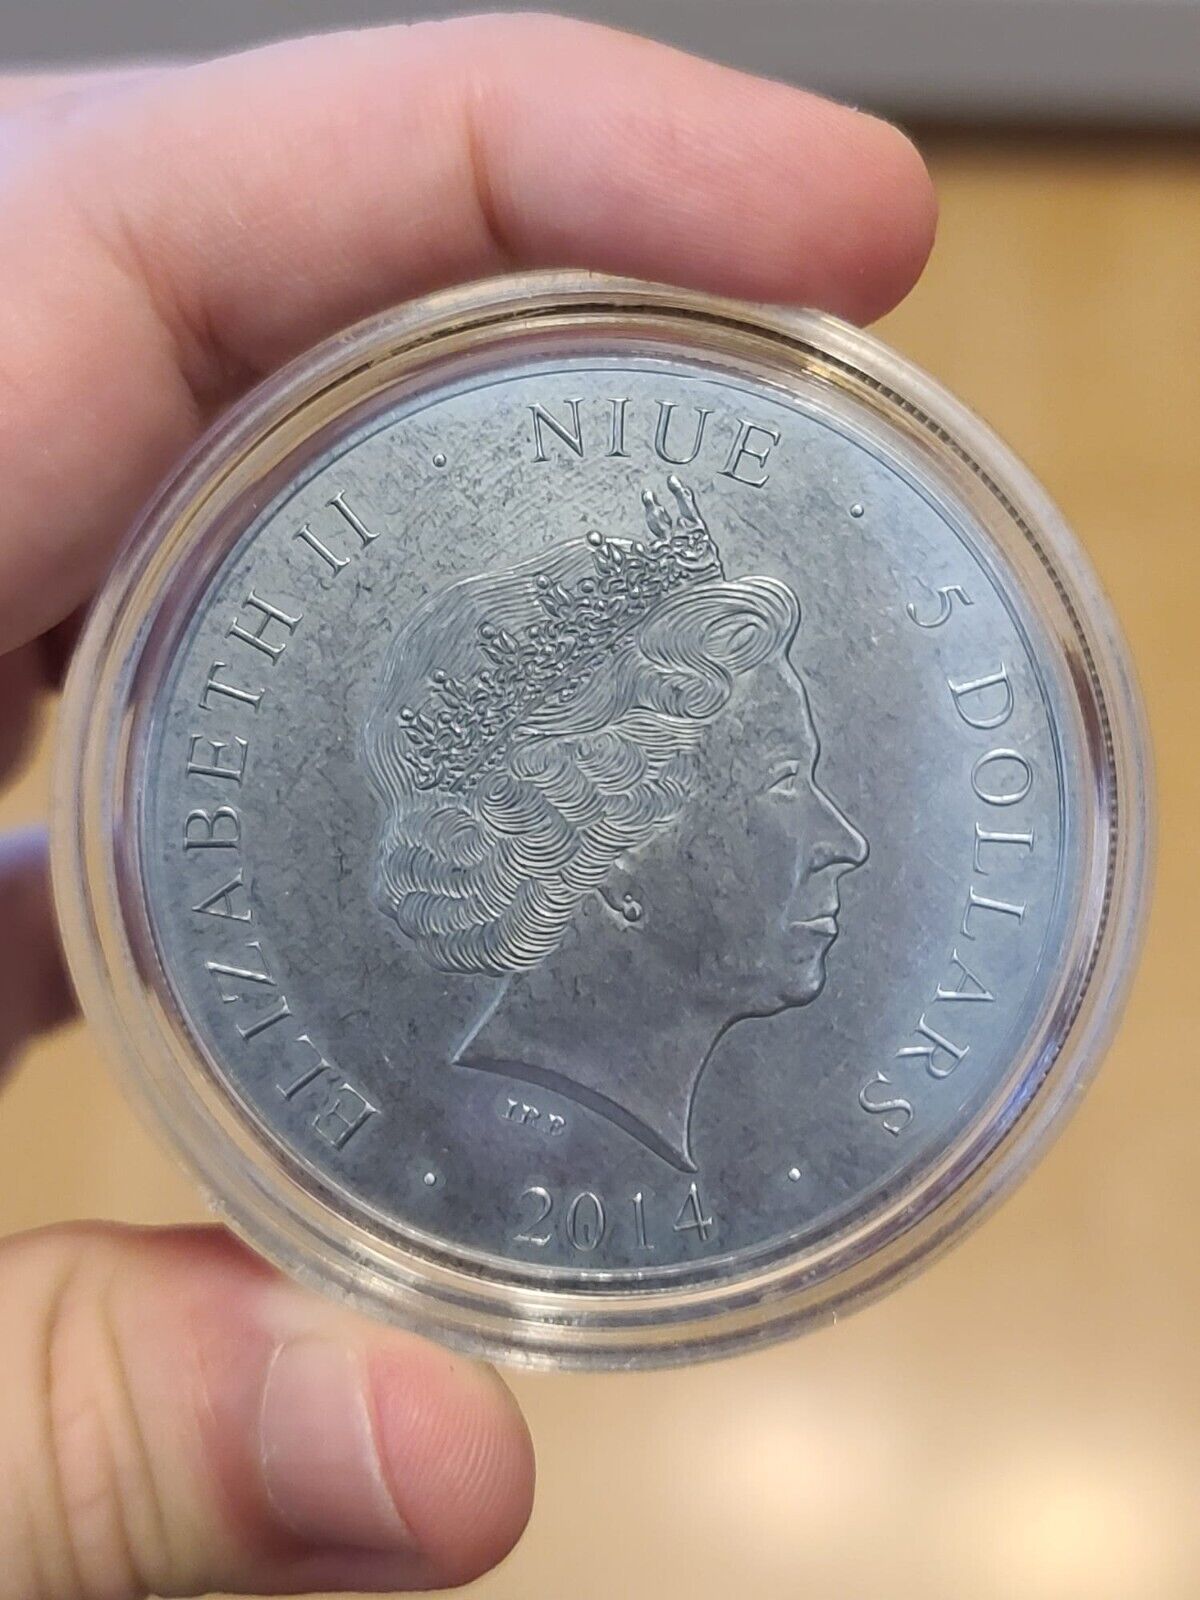 ELIZABETH II · NIUE · 5 DOLLARS
· 2014 ·
IRB